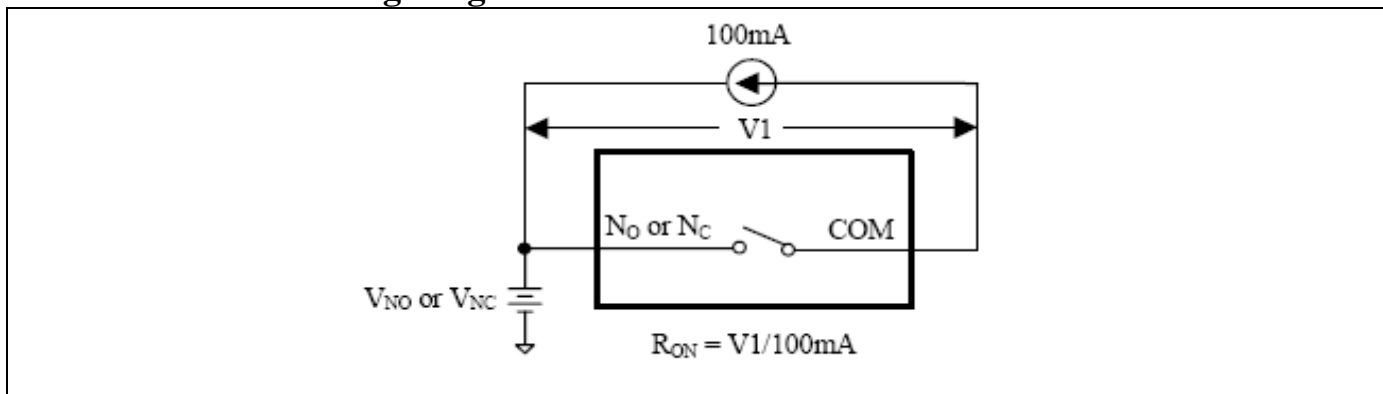 100mA
V1
NO or NC
COM
VNO or VNC
RON = V1/100mA